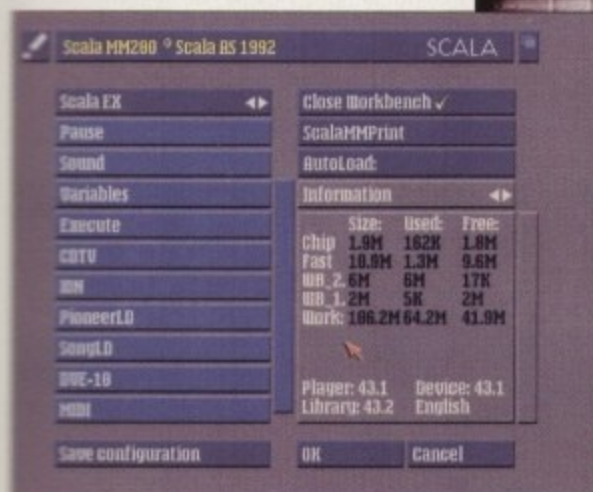 Scala MM200 © Scala AS 1992 SCALA
Scala EX
Pause
Sound
Variables
Execute
CDTV
PioneerLD
SonyLD
DVE-10
MIDI
Save configuration
Close Workbench ✓
ScalaMMPrint
AutoLoad:
Information
Size: Used: Free:
Chip 1.9M 162K 1.8M
Fast 10.9M 1.3M 9.6M
WB_2. 6M 6M 17K
WB_1. 2M 5K 2M
Work: 106.2M 64.2M 41.9M
Player: 43.1 Device: 43.1
Library: 43.2 English
OK Cancel